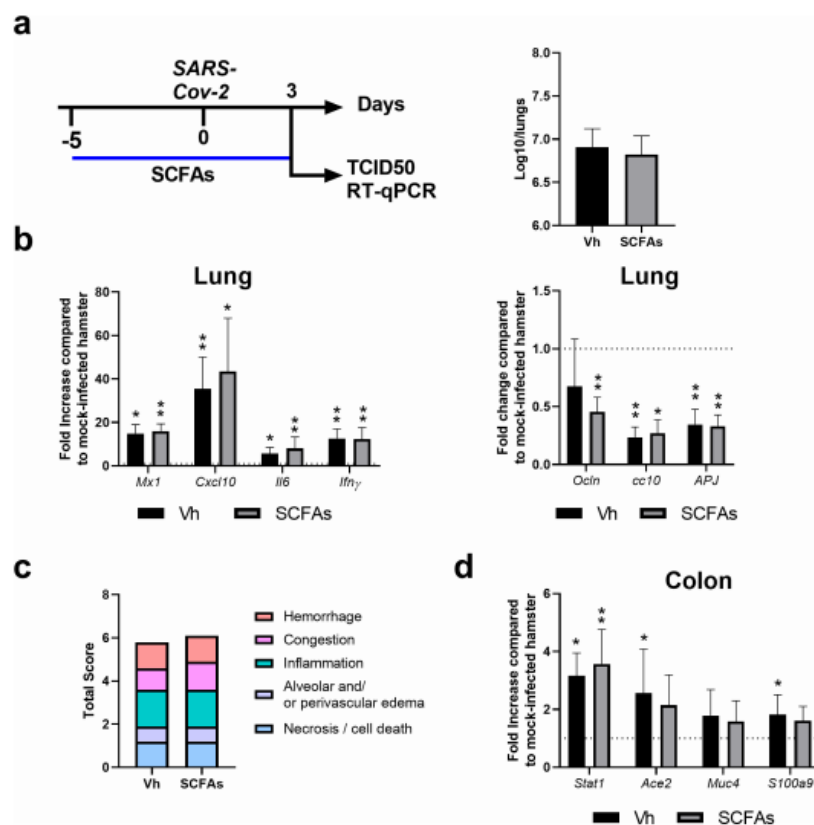 a
SARS-
Cov-2
3
Days
-5
0
SCFAs
TCID50
RT-qPCR
Log10/lungs
8.0
7.5
7.0
6.5
6.0
Vh
SCFAs
b
Lung
Fold Increase compared
to mock-infected hamster
80
60
40
20
0
*
**
**
*
*
**
**
**
Mx1
Cxcl10
Il6
Ifnγ
Vh
SCFAs
Lung
Fold change compared
to mock-infected hamster
1.5
1.0
0.5
0.0
**
**
*
**
**
Ocln
cc10
APJ
Vh
SCFAs
c
Total Score
8
6
4
2
0
Vh
SCFAs
Hemorrhage
Congestion
Inflammation
Alveolar and/
or perivascular edema
Necrosis / cell death
d
Colon
Fold Increase compared
to mock-infected hamster
6
4
2
0
*
**
*
*
Stat1
Ace2
Muc4
S100a9
Vh
SCFAs